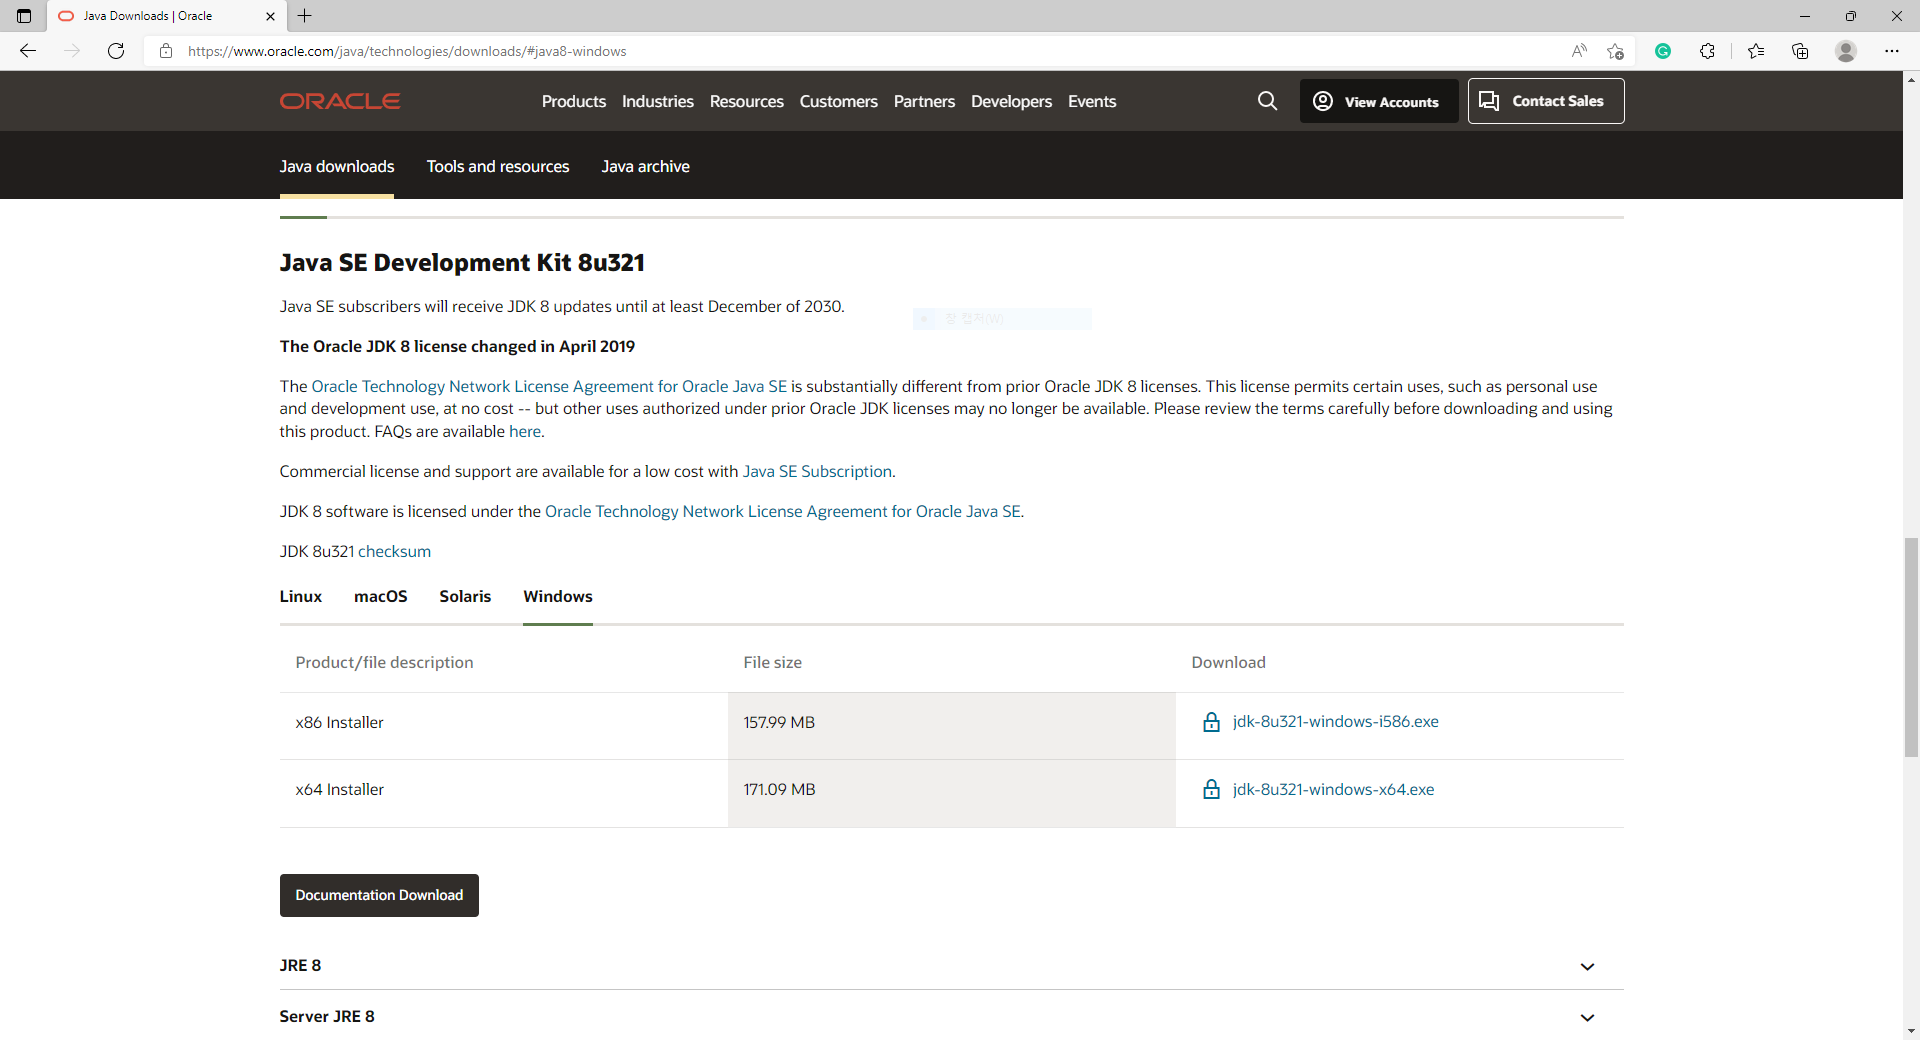 Java Downloads | Oracle
https://www.oracle.com/java/technologies/downloads/#java8-windows
ORACLE
Products Industries Resources Customers Partners Developers Events
View Accounts
Contact Sales
Java downloads Tools and resources Java archive
Java SE Development Kit 8u321
Java SE subscribers will receive JDK 8 updates until at least December of 2030.
창 캡처(W)
The Oracle JDK 8 license changed in April 2019
The Oracle Technology Network License Agreement for Oracle Java SE is substantially different from prior Oracle JDK 8 licenses. This license permits certain uses, such as personal use
and development use, at no cost -- but other uses authorized under prior Oracle JDK licenses may no longer be available. Please review the terms carefully before downloading and using
this product. FAQs are available here.
Commercial license and support are available for a low cost with Java SE Subscription.
JDK 8 software is licensed under the Oracle Technology Network License Agreement for Oracle Java SE.
JDK 8u321 checksum
Linux macOS Solaris Windows
Product/file description File size Download
x86 Installer 157.99 MB jdk-8u321-windows-i586.exe
x64 Installer 171.09 MB jdk-8u321-windows-x64.exe
Documentation Download
JRE 8
Server JRE 8